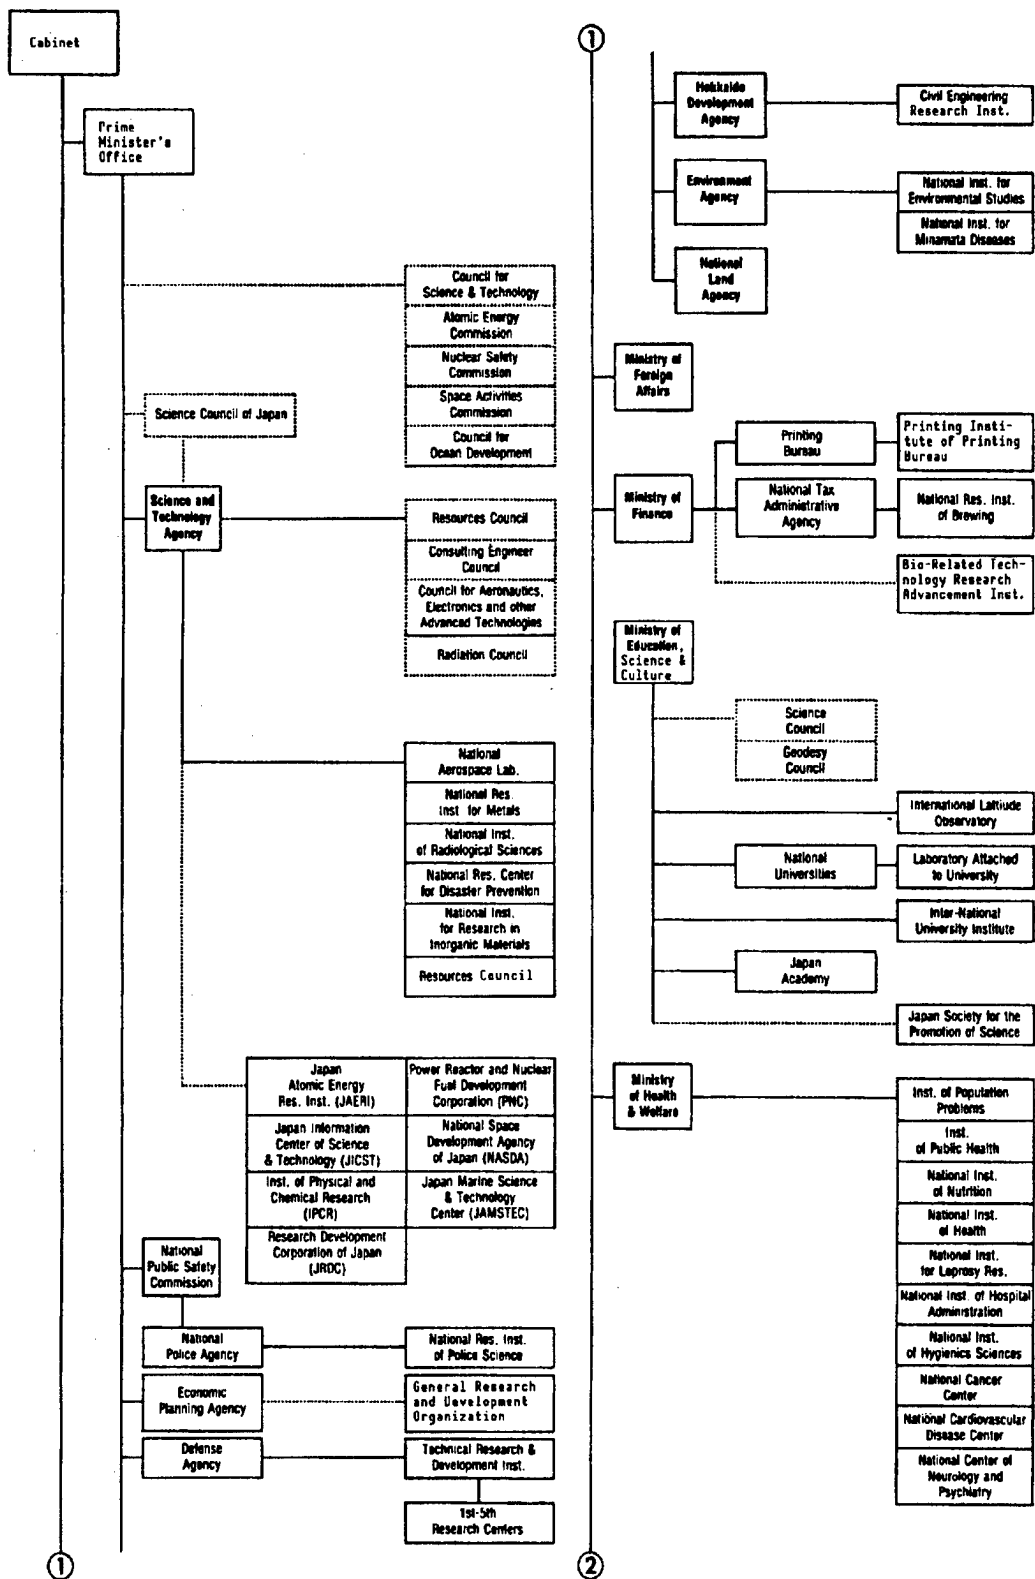 Cabinet
Prime
Minister's
Office
Council for
Science & Technology
Atomic Energy
Commission
Nuclear Safety
Commission
Space Activities
Commission
Council for
Ocean Development
Science Council of Japan
Science and
Technology
Agency
Resources Council
Consulting Engineer
Council
Council for Aeronautics,
Electronics and other
Advanced Technologies
Radiation Council
National
Aerospace Lab.
National Res.
Inst. for Metals
National Inst.
of Radiological Sciences
National Res. Center
for Disaster Prevention
National Inst.
for Research in
Inorganic Materials
Resources Council
Japan
Atomic Energy
Res. Inst. (JAERI)
Power Reactor and Nuclear
Fuel Development
Corporation (PNC)
Japan Information
Center of Science
& Technology (JICST)
National Space
Development Agency
of Japan (NASDA)
Inst. of Physical and
Chemical Research
(IPCR)
Japan Marine Science
& Technology
Center (JAMSTEC)
Research Development
Corporation of Japan
(JRDC)
National
Public Safety
Commission
National
Police Agency
National Res. Inst.
of Police Science
Economic
Planning Agency
General Research
and Development
Organization
Defense
Agency
Technical Research &
Development Inst.
1st-5th
Research Centers
1
1
Hokkaido
Development
Agency
Civil Engineering
Research Inst.
Environment
Agency
National Inst. for
Environmental Studies
National Inst. for
Minamata Diseases
National
Land
Agency
Ministry of
Foreign
Affairs
Printing
Bureau
Printing Insti-
tute of Printing
Bureau
Ministry of
Finance
National Tax
Administrative
Agency
National Res. Inst.
of Brewing
Bio-Related Tech-
nology Research
Advancement Inst.
Ministry of
Education,
Science &
Culture
Science
Council
Geodesy
Council
International Lattiude
Observatory
National
Universities
Laboratory Attached
to University
Inter-National
University Institute
Japan
Academy
Japan Society for the
Promotion of Science
Ministry
of Health
& Welfare
Inst. of Population
Problems
Inst.
of Public Health
National Inst.
of Nutrition
National Inst.
of Health
National Inst.
for Leprosy Res.
National Inst. of Hospital
Administration
National Inst.
of Hygienics Sciences
National Cancer
Center
National Cardiovascular
Disease Center
National Center of
Neurology and
Psychiatry
2